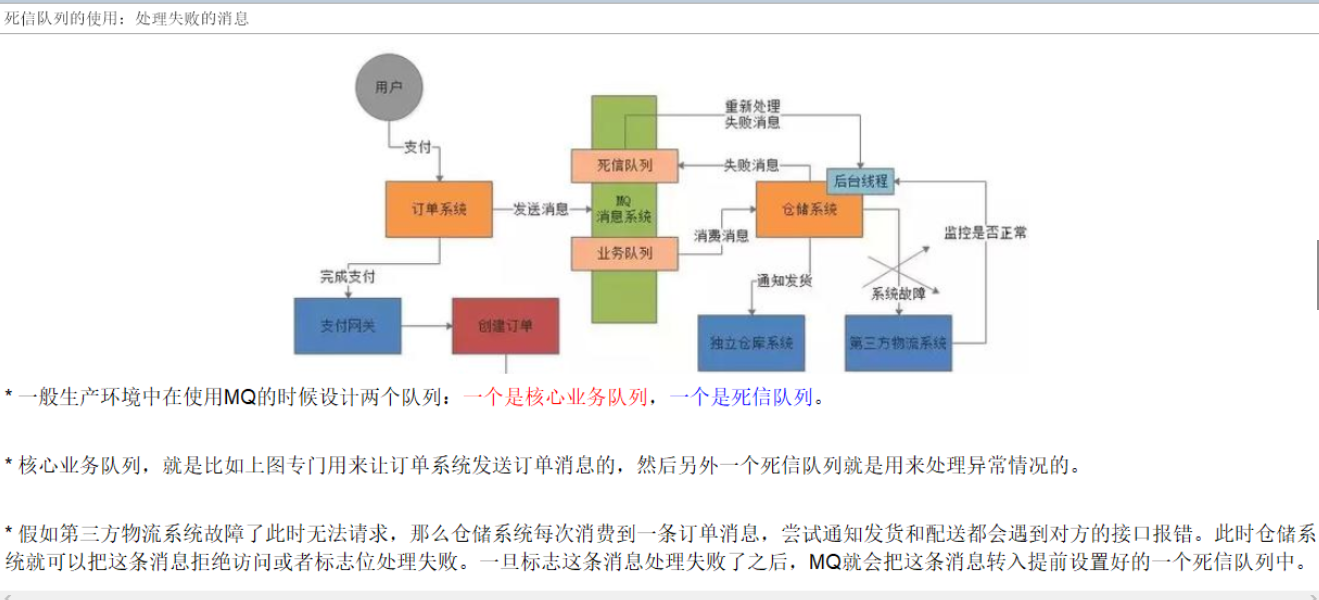 死信队列的使用：处理失败的消息
用户
重新处理
失败消息
支付
死信队列
失败消息
后台线程
订单系统
发送消息
MQ
消息系统
仓储系统
消费消息
监控是否正常
业务队列
完成支付
通知发货
系统故障
支付网关
创建订单
独立仓库系统
第三方物流系统
* 一般生产环境中在使用MQ的时候设计两个队列：一个是核心业务队列，一个是死信队列。
* 核心业务队列，就是比如上图专门用来让订单系统发送订单消息的，然后另外一个死信队列就是用来处理异常情况的。
* 假如第三方物流系统故障了此时无法请求，那么仓储系统每次消费到一条订单消息，尝试通知发货和配送都会遇到对方的接口报错。此时仓储系
统就可以把这条消息拒绝访问或者标志位处理失败。一旦标志这条消息处理失败了之后，MQ就会把这条消息转入提前设置好的一个死信队列中。